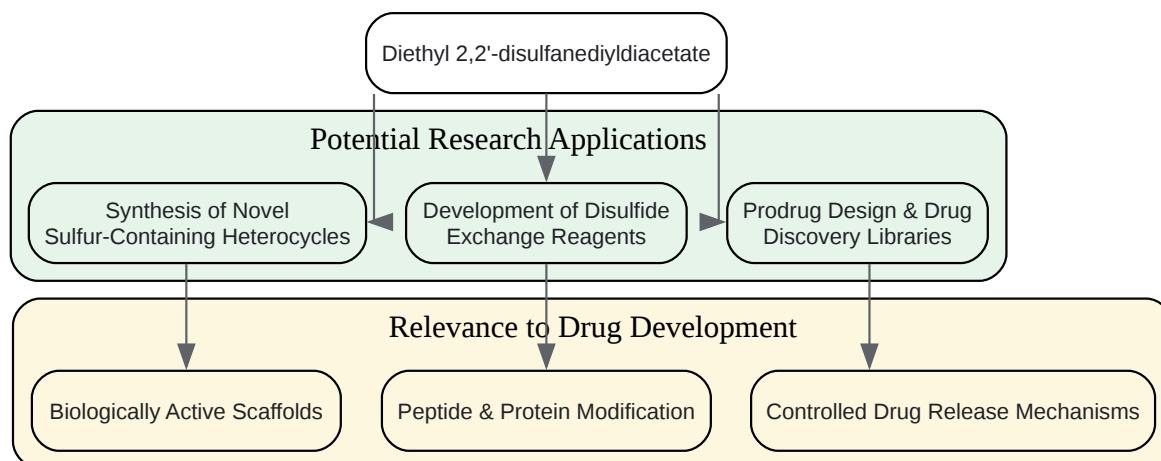 Diethyl 2,2'-disulfanediyldiacetate
Potential Research Applications
Synthesis of Novel
Sulfur-Containing Heterocycles
Development of Disulfide
Exchange Reagents
Prodrug Design & Drug
Discovery Libraries
Relevance to Drug Development
Biologically Active Scaffolds
Peptide & Protein Modification
Controlled Drug Release Mechanisms